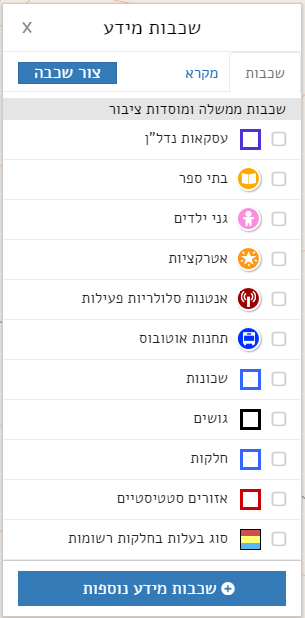 שכבות מידע X
שכבות מקרא צור שכבה
שכבות ממשלה ומוסדות ציבור
עסקאות נדל"ן
בתי ספר
גני ילדים
אטרקציות
אנטנות סלולריות פעילות
תחנות אוטובוס
שכונות
גושים
חלקות
אזורים סטטיסטיים
סוג בעלות בחלקות רשומות
שכבות מידע נוספות